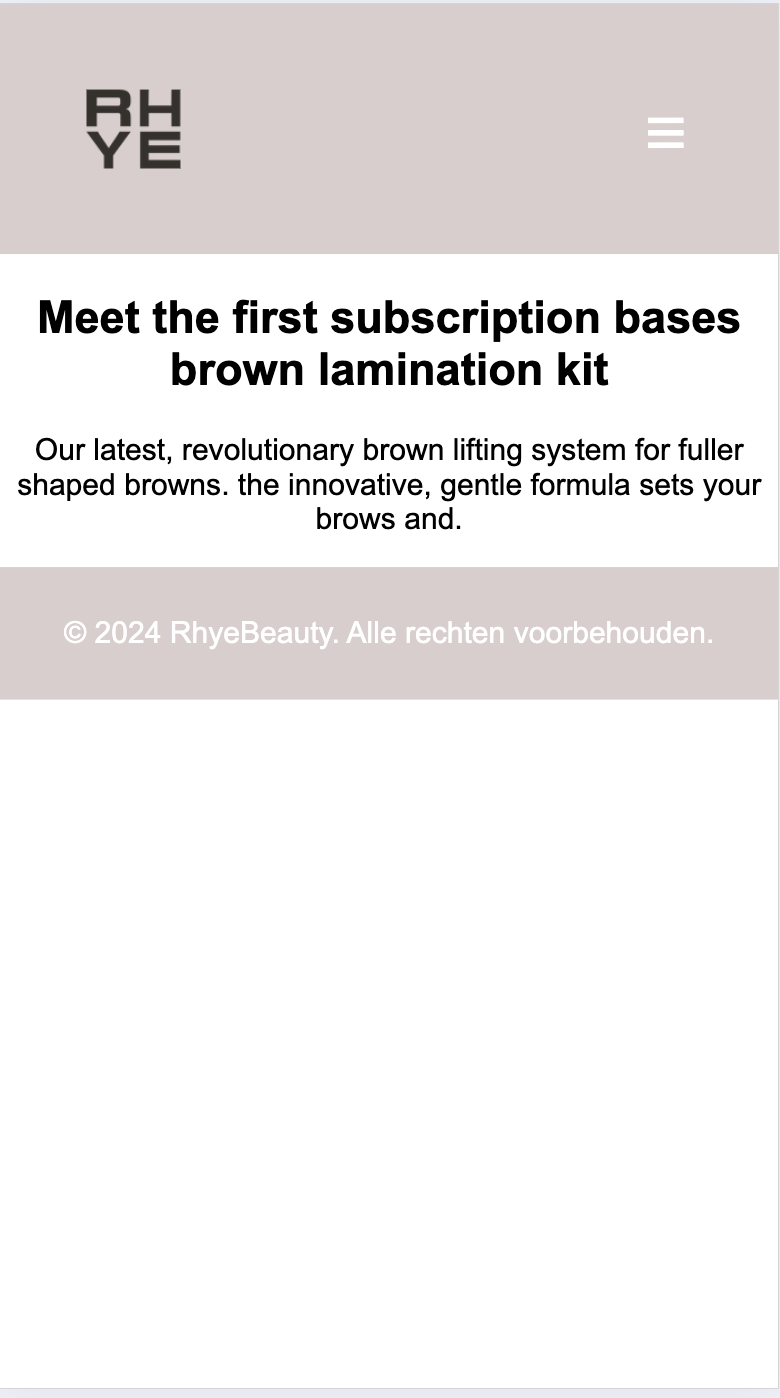 RH
YE
Meet the first subscription bases
brown lamination kit
Our latest, revolutionary brown lifting system for fuller
shaped browns. the innovative, gentle formula sets your
brows and.
© 2024 RhyeBeauty. Alle rechten voorbehouden.